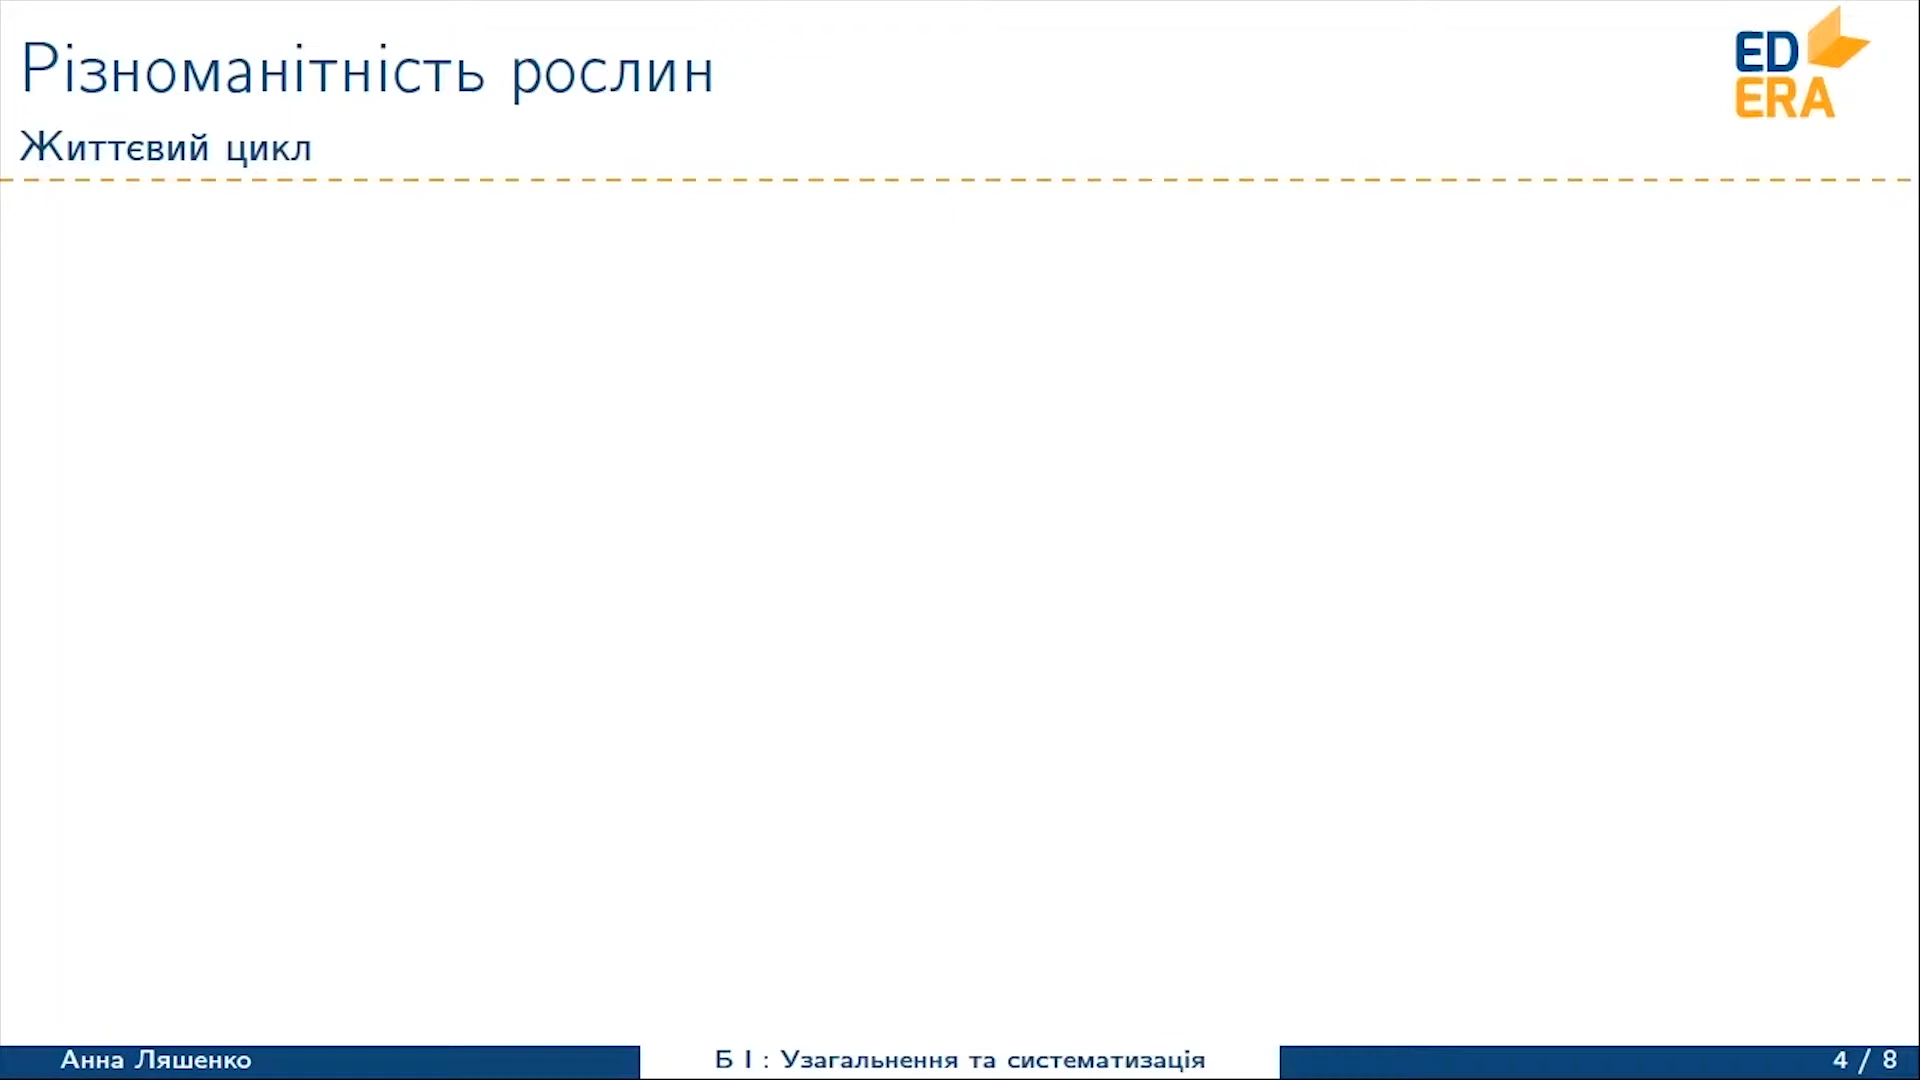 Різноманітність рослин
ED
ERA
Життєвий цикл
Анна Ляшенко
Б І : Узагальнення та систематизація
4 / 8